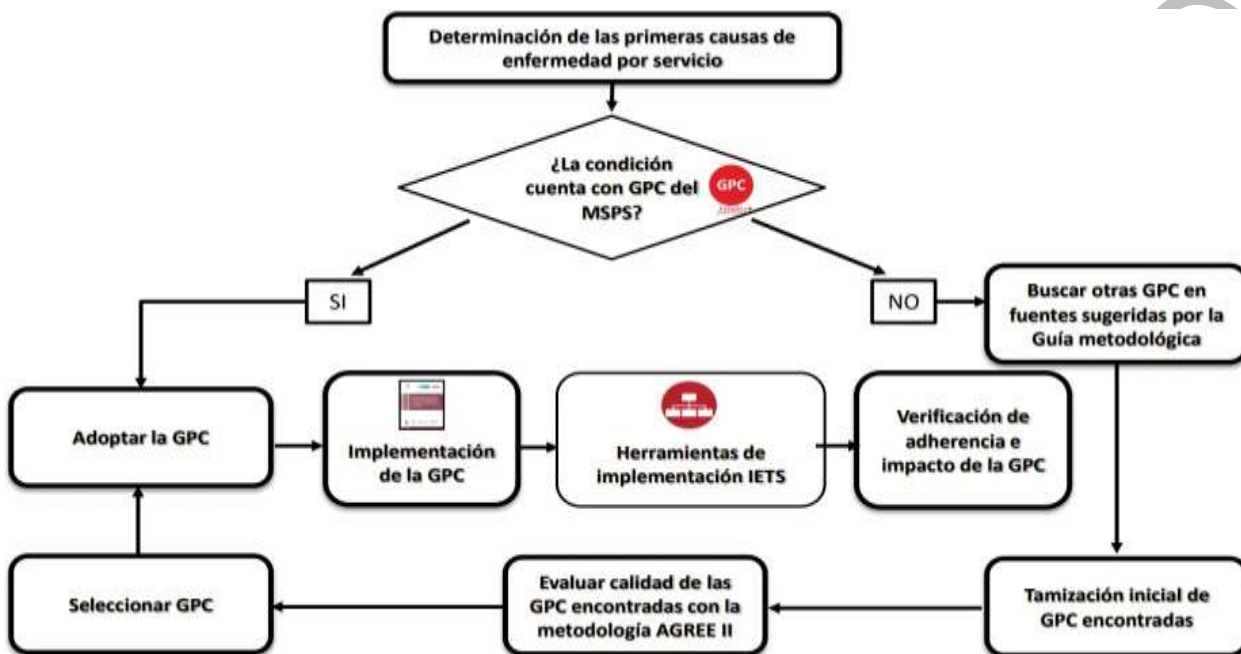 Determinación de las primeras causas de
enfermedad por servicio
¿La condición
cuenta con GPC del
MSPS?
GPC
SI
NO
Buscar otras GPC en
fuentes sugeridas por la
Guía metodológica
Adoptar la GPC
Implementación
de la GPC
Herramientas de
implementación IETS
Verificación de
adherencia e
impacto de la GPC
Seleccionar GPC
Evaluar calidad de las
GPC encontradas con la
metodología AGREE II
Tamización inicial de
GPC encontradas